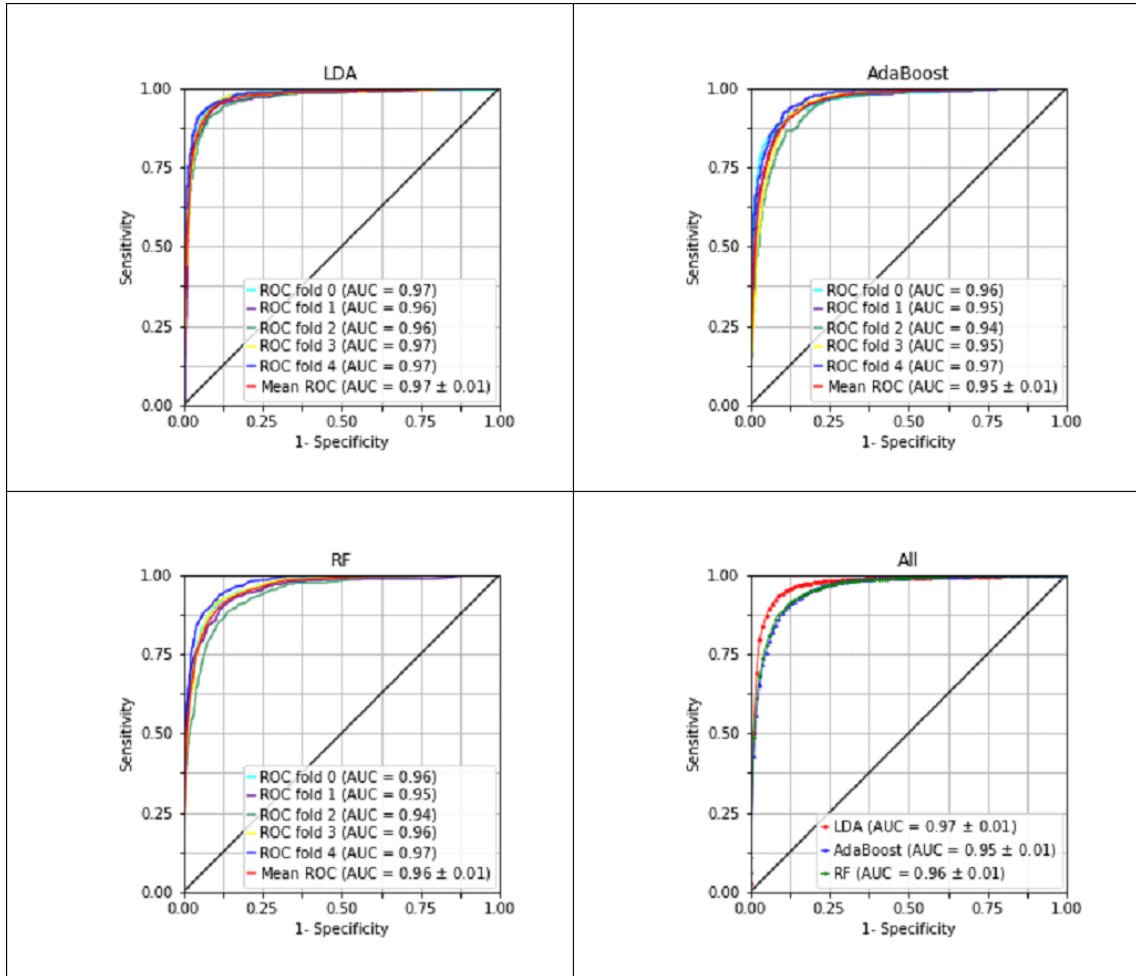 LDA
1.00
0.75
0.50
0.25
0.00
Sensitivity
ROC fold 0 (AUC = 0.97)
ROC fold 1 (AUC = 0.96)
ROC fold 2 (AUC = 0.96)
ROC fold 3 (AUC = 0.97)
ROC fold 4 (AUC = 0.97)
Mean ROC (AUC = 0.97 ± 0.01)
0.00 0.25 0.50 0.75 1.00
1- Specificity
AdaBoost
1.00
0.75
0.50
0.25
0.00
Sensitivity
ROC fold 0 (AUC = 0.96)
ROC fold 1 (AUC = 0.95)
ROC fold 2 (AUC = 0.94)
ROC fold 3 (AUC = 0.95)
ROC fold 4 (AUC = 0.97)
Mean ROC (AUC = 0.95 ± 0.01)
0.00 0.25 0.50 0.75 1.00
1- Specificity
RF
1.00
0.75
0.50
0.25
0.00
Sensitivity
ROC fold 0 (AUC = 0.96)
ROC fold 1 (AUC = 0.95)
ROC fold 2 (AUC = 0.94)
ROC fold 3 (AUC = 0.96)
ROC fold 4 (AUC = 0.97)
Mean ROC (AUC = 0.96 ± 0.01)
0.00 0.25 0.50 0.75 1.00
1- Specificity
All
1.00
0.75
0.50
0.25
0.00
Sensitivity
LDA (AUC = 0.97 ± 0.01)
AdaBoost (AUC = 0.95 ± 0.01)
RF (AUC = 0.96 ± 0.01)
0.00 0.25 0.50 0.75 1.00
1- Specificity